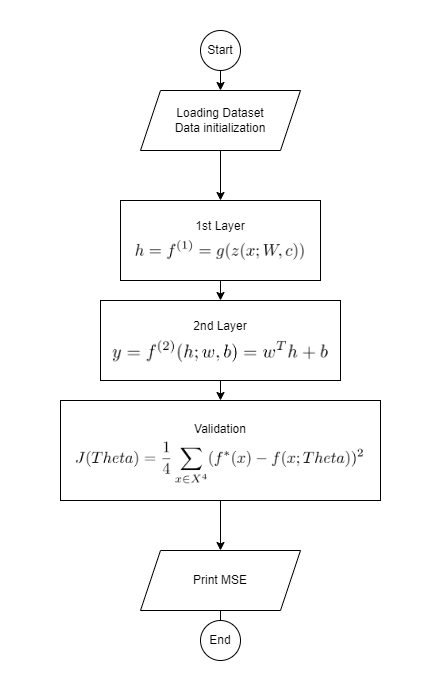 Start
Loading Dataset
Data initialization
1st Layer
h = f^{(1)} = g(z(x; W, c))
2nd Layer
y = f^{(2)}(h; w, b) = w^T h + b
Validation
J(Theta) = \frac{1}{4} \sum_{x \in X^4} (f^*(x) − f(x; Theta))^2
Print MSE
End